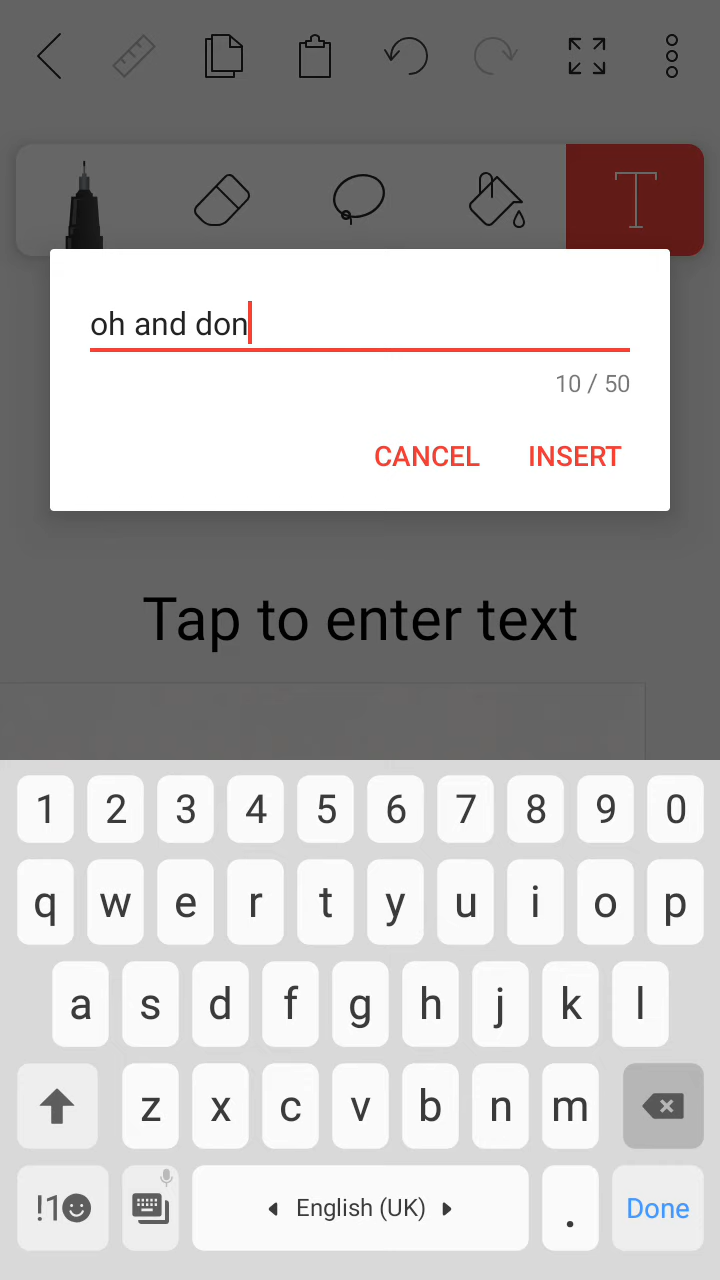 T
oh and don
10 / 50
CANCEL INSERT
Tap to enter text
1 2 3 4 5 6 7 8 9 0
q w e r t y u i o p
a s d f g h j k l
z x c v b n m
!1 English (UK) . Done